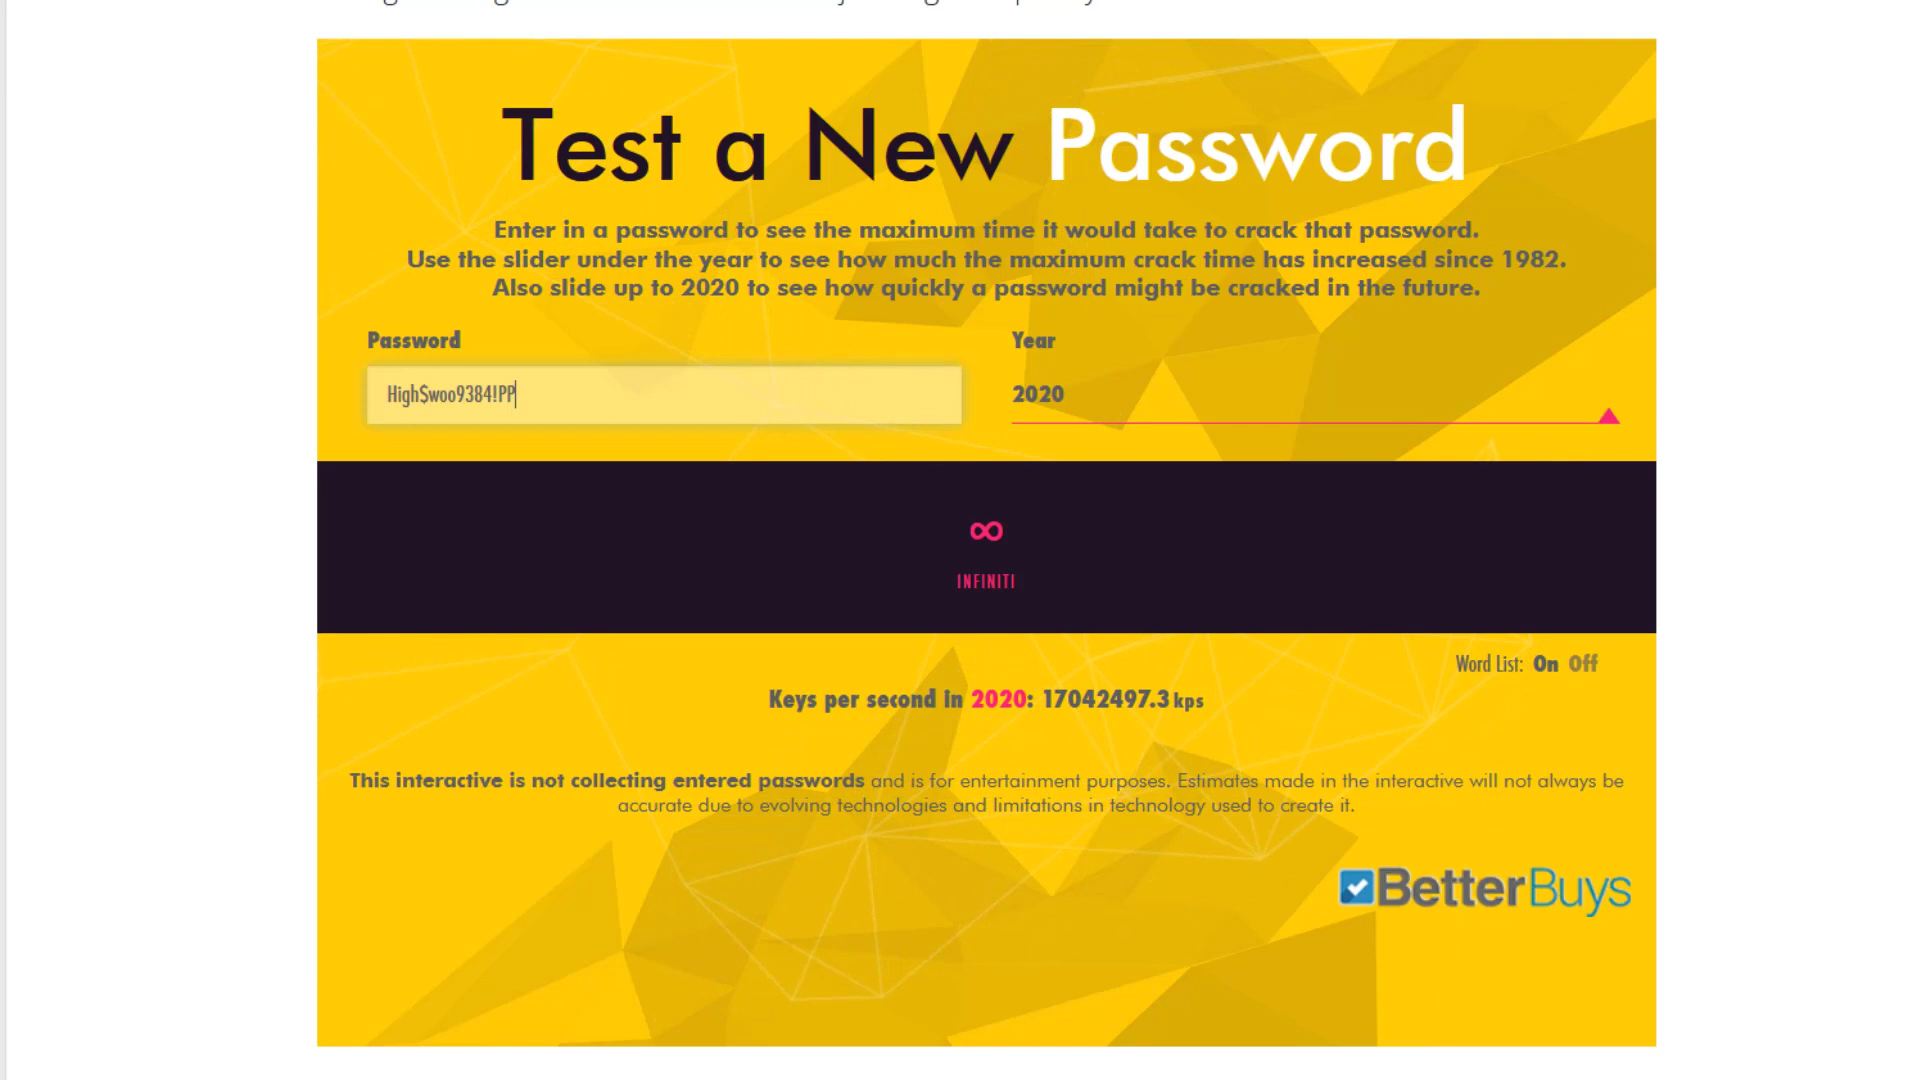 Test a New Password
Enter in a password to see the maximum time it would take to crack that password.
Use the slider under the year to see how much the maximum crack time has increased since 1982.
Also slide up to 2020 to see how quickly a password might be cracked in the future.
Password
Year
High$woo9384!PP
2020
∞
INFINITI
Word List: On Off
Keys per second in 2020: 17042497.3 kps
This interactive is not collecting entered passwords and is for entertainment purposes. Estimates made in the interactive will not always be
accurate due to evolving technologies and limitations in technology used to create it.
BetterBuys